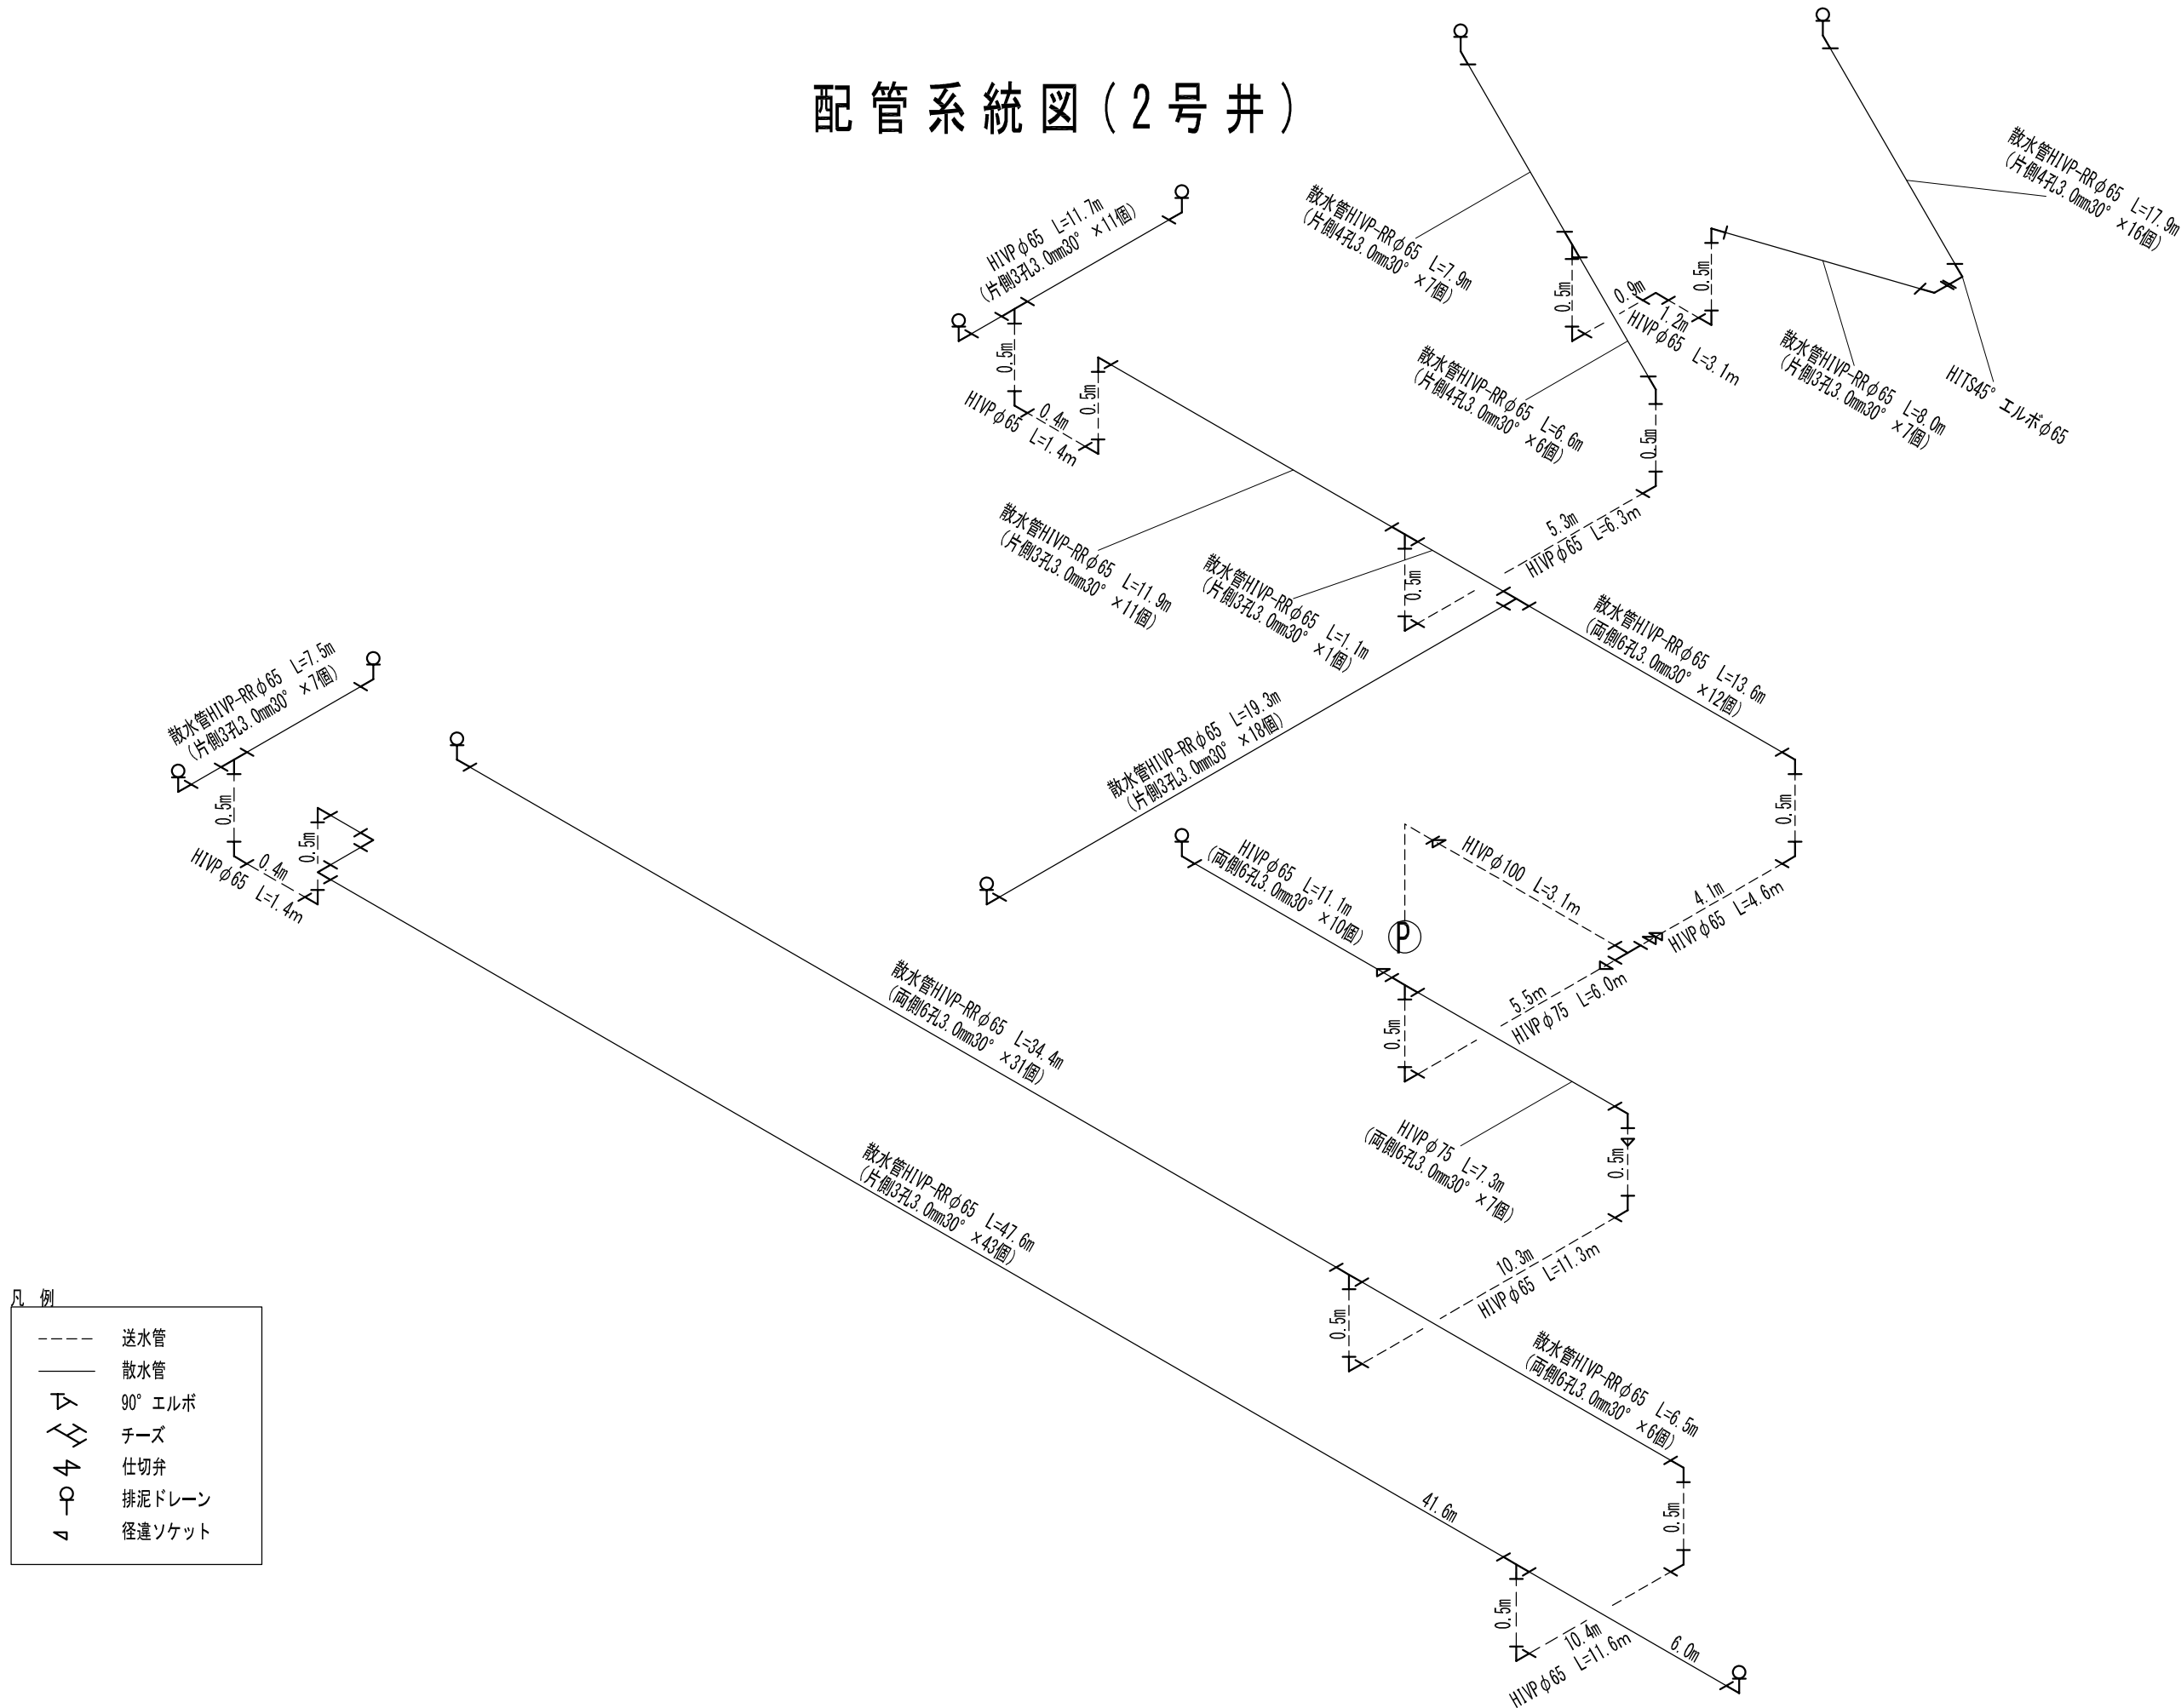 配管系統図(2号井)
HIVPφ65 L=11.7m
(片側3孔3.0mm30° ×11個)
散水管HIVP-RRφ65 L=7.9m
(片側4孔3.0mm30° ×7個)
散水管HIVP-RRφ65 L=17.9m
(片側4孔3.0mm30° ×16個)
0.5m
0.9m
1.2m
HIVPφ65 L=3.1m
0.5m
散水管HIVP-RRφ65 L=8.0m
(片側3孔3.0mm30° ×7個)
HITS45° エルボφ65
0.5m
0.4m
HIVPφ65 L=1.4m
0.5m
散水管HIVP-RRφ65 L=6.6m
(片側4孔3.0mm30° ×6個)
0.5m
5.3m
HIVPφ65 L=6.3m
散水管HIVP-RRφ65 L=11.9m
(片側3孔3.0mm30° ×11個)
散水管HIVP-RRφ65 L=1.1m
(片側3孔3.0mm30° ×1個)
0.5m
散水管HIVP-RRφ65 L=13.6m
(両側6孔3.0mm30° ×12個)
散水管HIVP-RRφ65 L=7.5m
(片側3孔3.0mm30° ×7個)
散水管HIVP-RRφ65 L=19.3m
(片側3孔3.0mm30° ×18個)
0.5m
0.5m
0.4m
HIVPφ65 L=1.4m
0.5m
HIVPφ65 L=11.1m
(両側6孔3.0mm30° ×10個)
HIVPφ100 L=3.1m
P
4.1m
HIVPφ65 L=4.6m
5.5m
HIVPφ75 L=6.0m
0.5m
散水管HIVP-RRφ65 L=34.4m
(両側6孔3.0mm30° ×31個)
HIVPφ75 L=7.3m
(両側6孔3.0mm30° ×7個)
0.5m
散水管HIVP-RRφ65 L=47.6m
(片側3孔3.0mm30° ×43個)
10.3m
HIVPφ65 L=11.3m
0.5m
散水管HIVP-RRφ65 L=6.5m
(両側6孔3.0mm30° ×6個)
41.6m
0.5m
0.5m
10.4m
HIVPφ65 L=11.6m
6.0m
凡 例
送水管
散水管
90° エルボ
チーズ
仕切弁
排泥ドレーン
径違ソケット